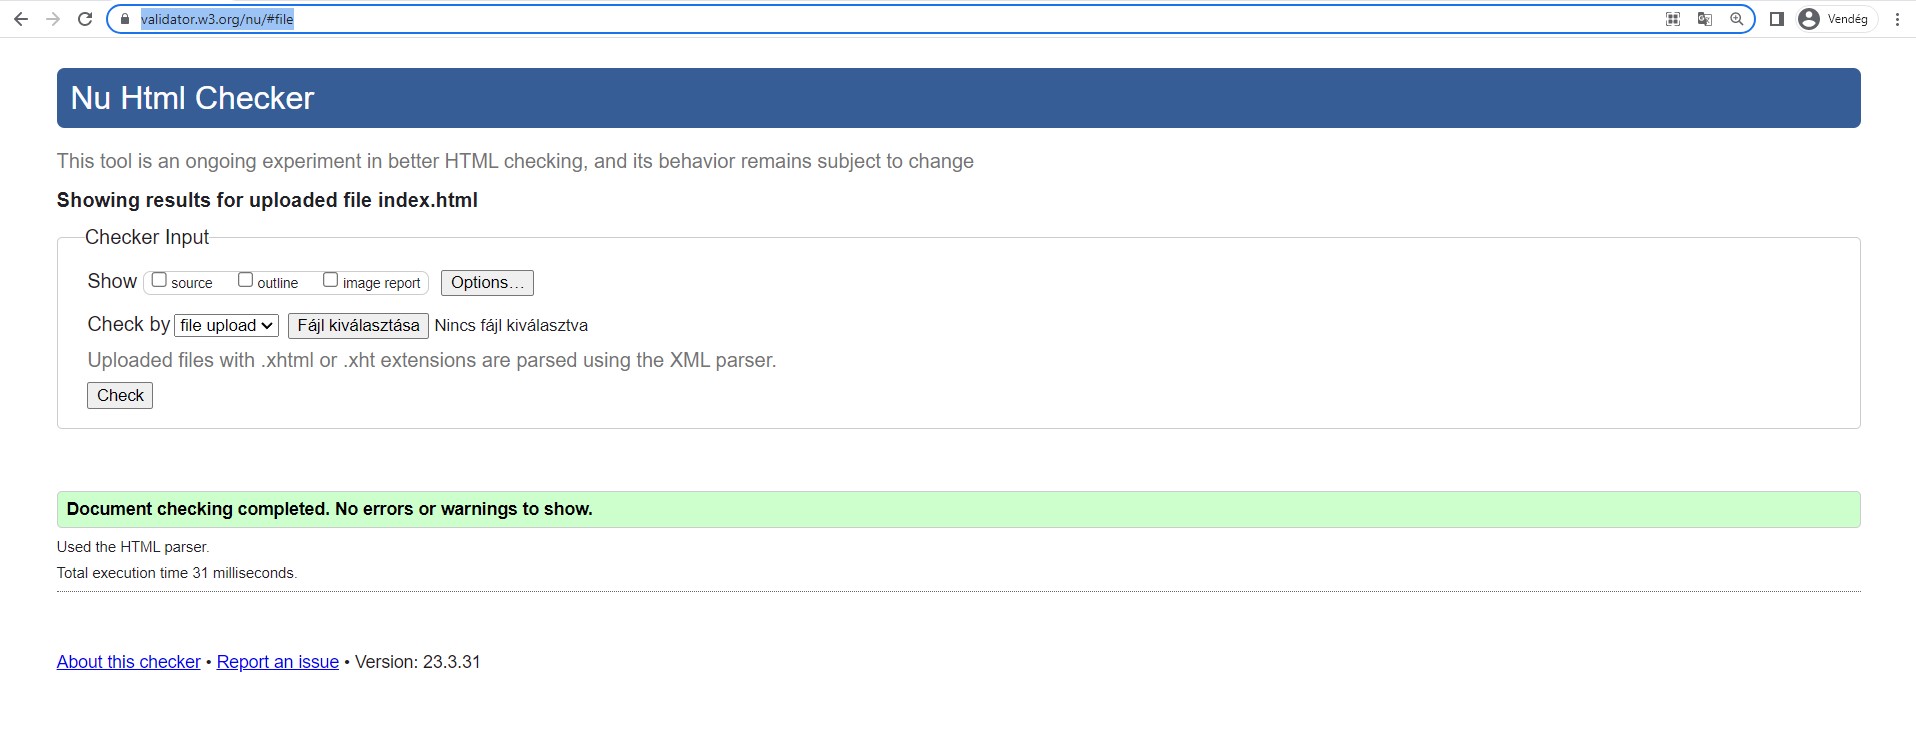 validator.w3.org/nu/#file
Vendég
Nu Html Checker
This tool is an ongoing experiment in better HTML checking, and its behavior remains subject to change
Showing results for uploaded file index.html
Checker Input
Show source outline image report Options...
Check by file upload Fájl kiválasztása Nincs fájl kiválasztva
Uploaded files with .xhtml or .xht extensions are parsed using the XML parser.
Check
Document checking completed. No errors or warnings to show.
Used the HTML parser.
Total execution time 31 milliseconds.
About this checker • Report an issue • Version: 23.3.31